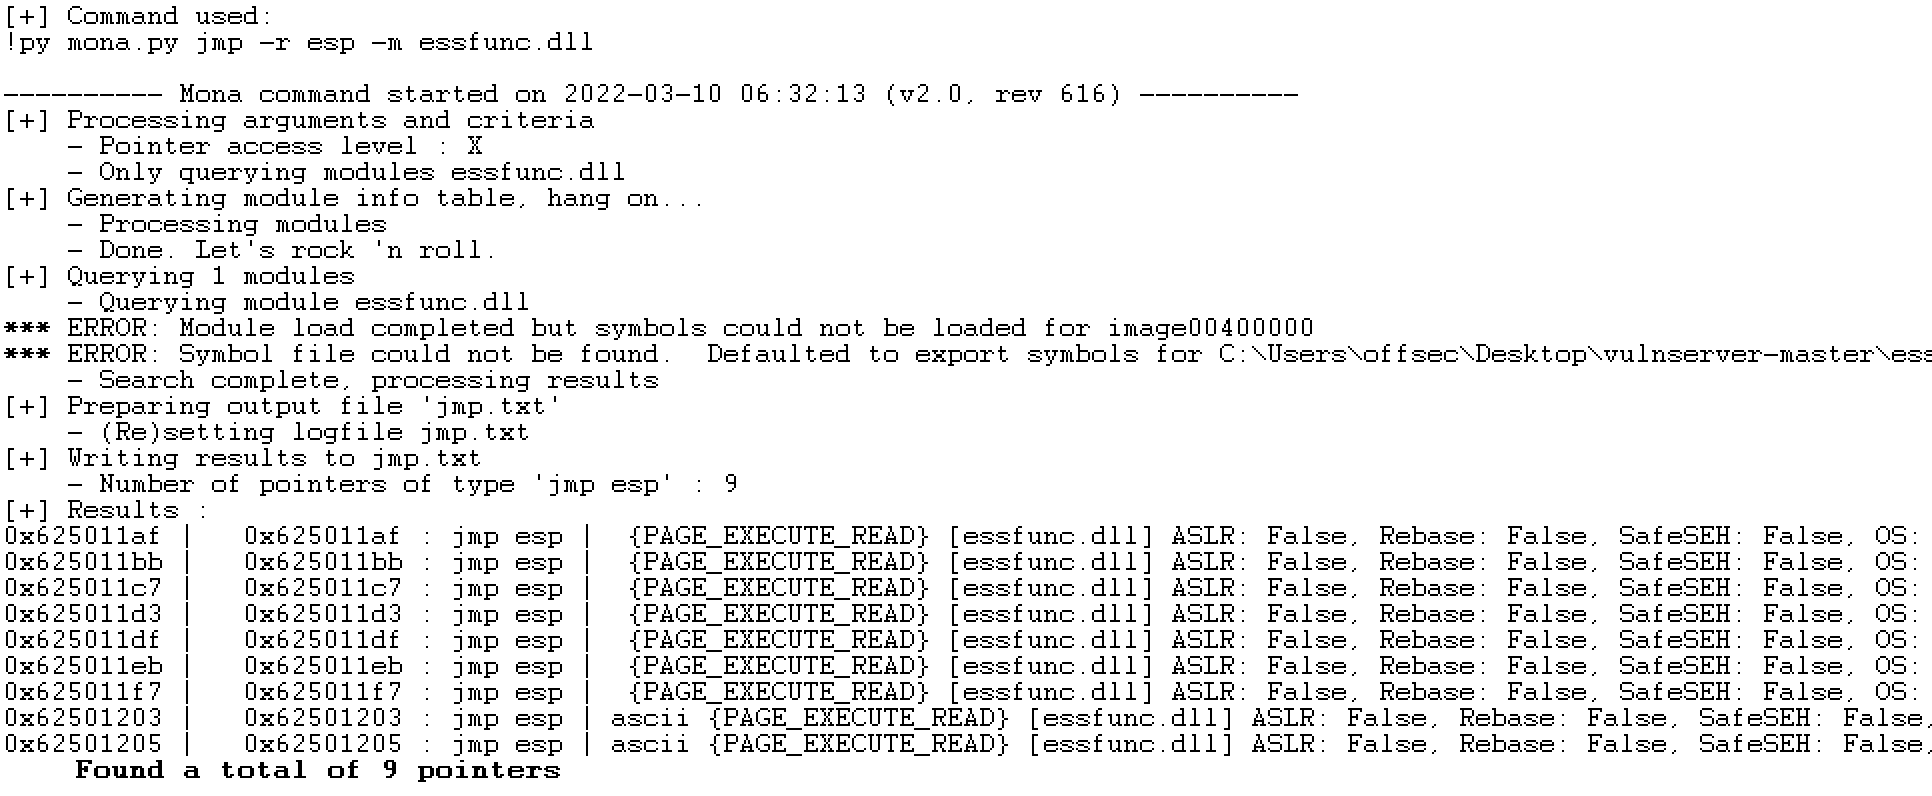 [+] Command used:
!py mona.py jmp -r esp -m essfunc.dll
---------- Mona command started on 2022-03-10 06:32:13 (v2.0, rev 616) ----------
[+] Processing arguments and criteria
    - Pointer access level : X
    - Only querying modules essfunc.dll
[+] Generating module info table, hang on...
    - Processing modules
    - Done. Let's rock 'n roll.
[+] Querying 1 modules
    - Querying module essfunc.dll
*** ERROR: Module load completed but symbols could not be loaded for image00400000
*** ERROR: Symbol file could not be found.  Defaulted to export symbols for C:\Users\offsec\Desktop\vulnserver-master\ess
    - Search complete, processing results
[+] Preparing output file 'jmp.txt'
    - (Re)setting logfile jmp.txt
[+] Writing results to jmp.txt
    - Number of pointers of type 'jmp esp' : 9
[+] Results :
0x625011af |   0x625011af : jmp esp |  {PAGE_EXECUTE_READ} [essfunc.dll] ASLR: False, Rebase: False, SafeSEH: False, OS:
0x625011bb |   0x625011bb : jmp esp |  {PAGE_EXECUTE_READ} [essfunc.dll] ASLR: False, Rebase: False, SafeSEH: False, OS:
0x625011c7 |   0x625011c7 : jmp esp |  {PAGE_EXECUTE_READ} [essfunc.dll] ASLR: False, Rebase: False, SafeSEH: False, OS:
0x625011d3 |   0x625011d3 : jmp esp |  {PAGE_EXECUTE_READ} [essfunc.dll] ASLR: False, Rebase: False, SafeSEH: False, OS:
0x625011df |   0x625011df : jmp esp |  {PAGE_EXECUTE_READ} [essfunc.dll] ASLR: False, Rebase: False, SafeSEH: False, OS:
0x625011eb |   0x625011eb : jmp esp |  {PAGE_EXECUTE_READ} [essfunc.dll] ASLR: False, Rebase: False, SafeSEH: False, OS:
0x625011f7 |   0x625011f7 : jmp esp |  {PAGE_EXECUTE_READ} [essfunc.dll] ASLR: False, Rebase: False, SafeSEH: False, OS:
0x62501203 |   0x62501203 : jmp esp | ascii {PAGE_EXECUTE_READ} [essfunc.dll] ASLR: False, Rebase: False, SafeSEH: False,
0x62501205 |   0x62501205 : jmp esp | ascii {PAGE_EXECUTE_READ} [essfunc.dll] ASLR: False, Rebase: False, SafeSEH: False,
    Found a total of 9 pointers